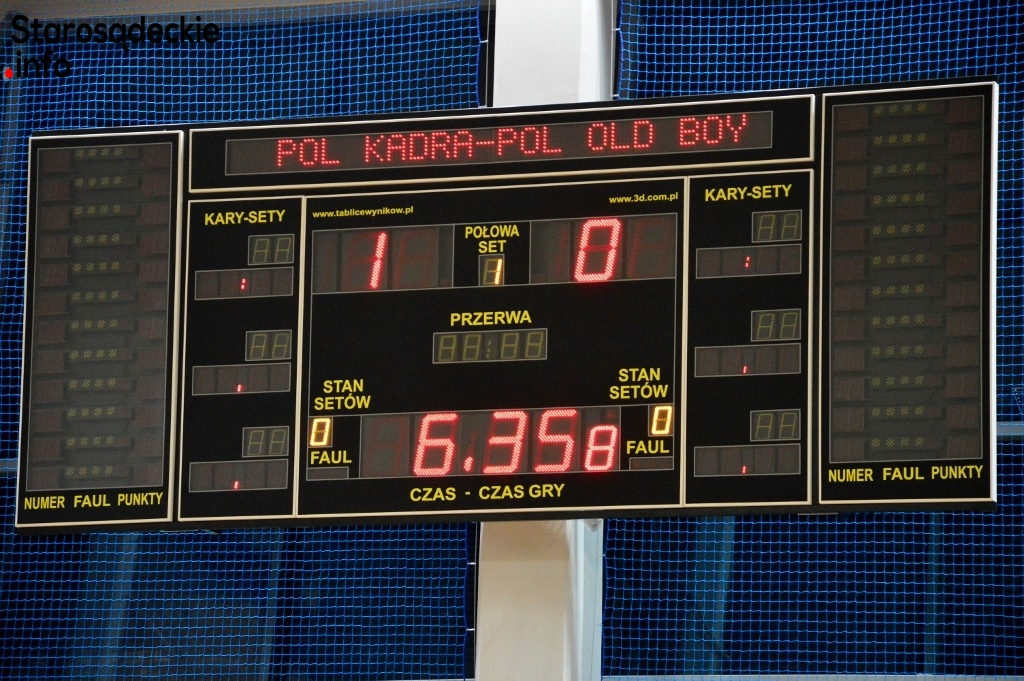 Starosądeckie
.info
POL KADRA-POL OLD BOY
KARY-SETY
www.tablicewynikow.pl
www.3d.com.pl
KARY-SETY
1
POŁOWA
SET
1
0
PRZERWA
STAN
SETÓW
0
FAUL
6.35 8
STAN
SETÓW
0
FAUL
CZAS - CZAS GRY
NUMER FAUL PUNKTY
NUMER FAUL PUNKTY